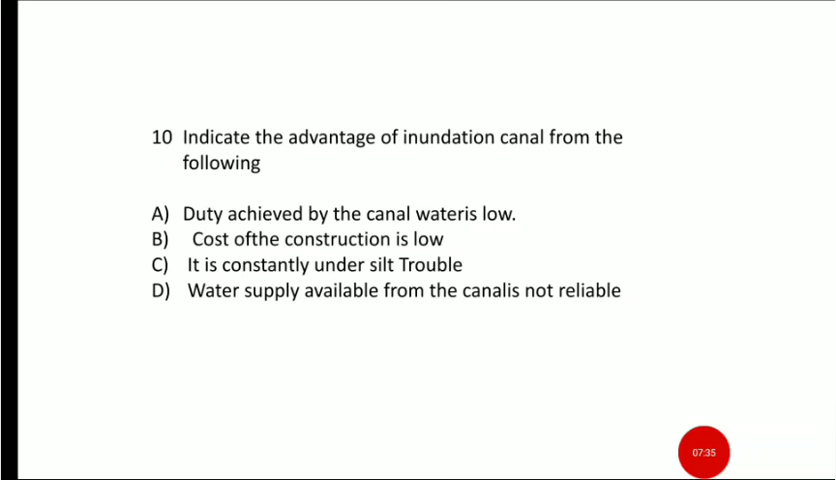 10 Indicate the advantage of inundation canal from the
following
A) Duty achieved by the canal wateris low.
B) Cost ofthe construction is low
C) It is constantly under silt Trouble
D) Water supply available from the canalis not reliable
07:35